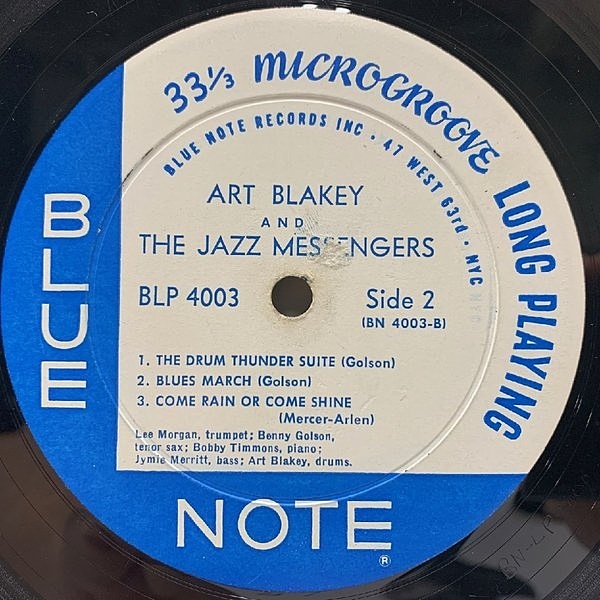 33⅓ MICROGROOVE LONG PLAYING
BLUE NOTE RECORDS INC • 47 WEST 63rd • NYC
ART BLAKEY
AND
THE JAZZ MESSENGERS
BLP 4003
Side 2
(BN 4003-B)
1. THE DRUM THUNDER SUITE (Golson)
2. BLUES MARCH (Golson)
3. COME RAIN OR COME SHINE
(Mercer-Arlen)
Lee Morgan, trumpet; Benny Golson,
tenor sax; Bobby Timmons, piano;
Jymie Merritt, bass; Art Blakey, drums.
BLUE
NOTE
®
BN-LP